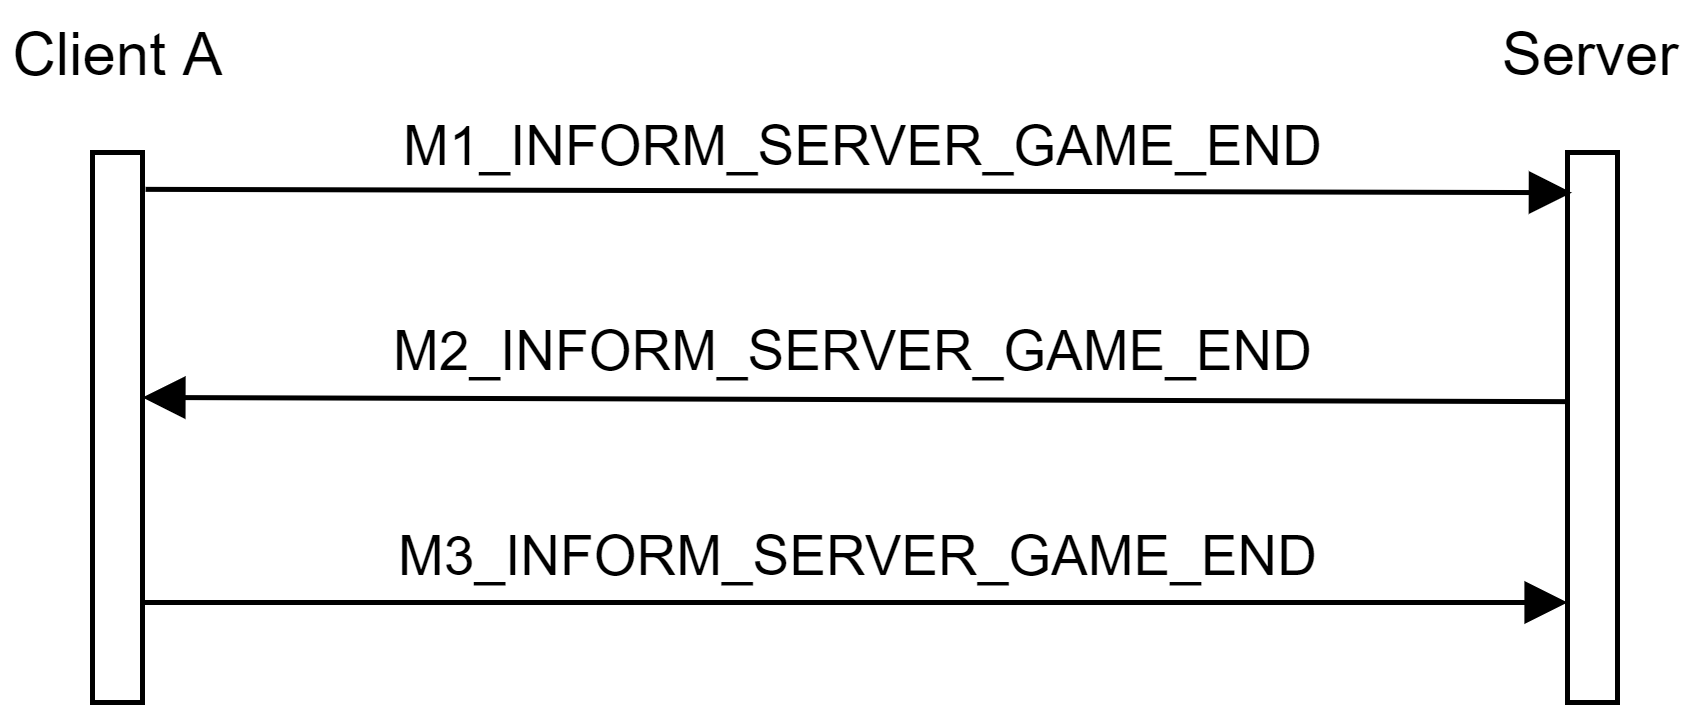 Client A
Server
M1_INFORM_SERVER_GAME_END
M2_INFORM_SERVER_GAME_END
M3_INFORM_SERVER_GAME_END